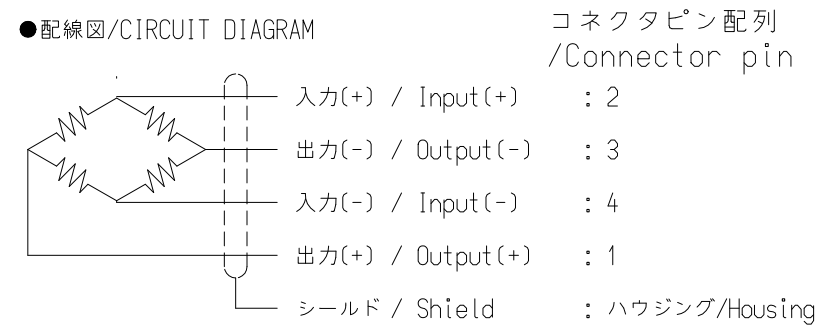 ●配線図/CIRCUIT DIAGRAM
コネクタピン配列
/Connector pin
入力(+) / Input(+) : 2
出力(-) / Output(-) : 3
入力(-) / Input(-) : 4
出力(+) / Output(+) : 1
シールド / Shield : ハウジング/Housing